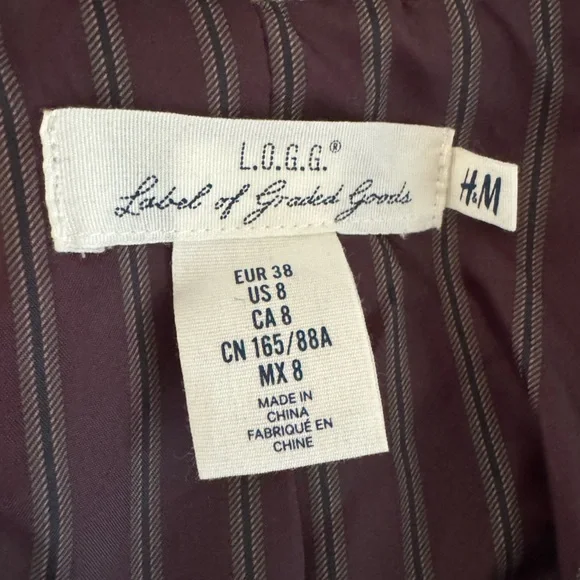 L.O.G.G.®
Label of Graded Goods
H&M
EUR 38
US 8
CA 8
CN 165/88A
MX 8
MADE IN
CHINA
FABRIQUÉ EN
CHINE